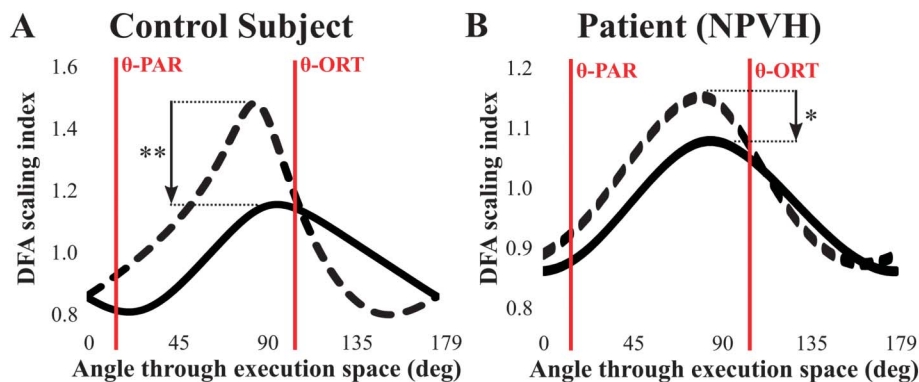 A Control Subject
θ-PAR
θ-ORT
DFA scaling index
1.6
1.4
1.2
1.0
0.8
**
0 45 90 135 179
Angle through execution space (deg)
B Patient (NPVH)
θ-PAR
θ-ORT
DFA scaling index
1.2
1.1
1.0
0.9
0.8
*
0 45 90 135 179
Angle through execution space (deg)